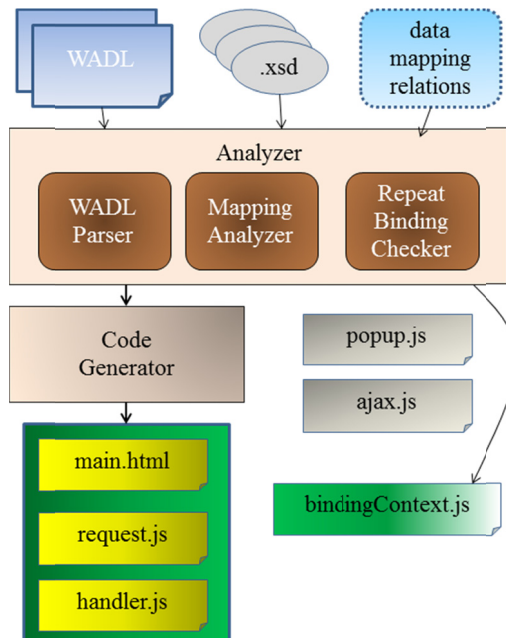 WADL
.xsd
data
mapping
relations
Analyzer
WADL
Parser
Mapping
Analyzer
Repeat
Binding
Checker
Code
Generator
popup.js
ajax.js
main.html
request.js
handler.js
bindingContext.js